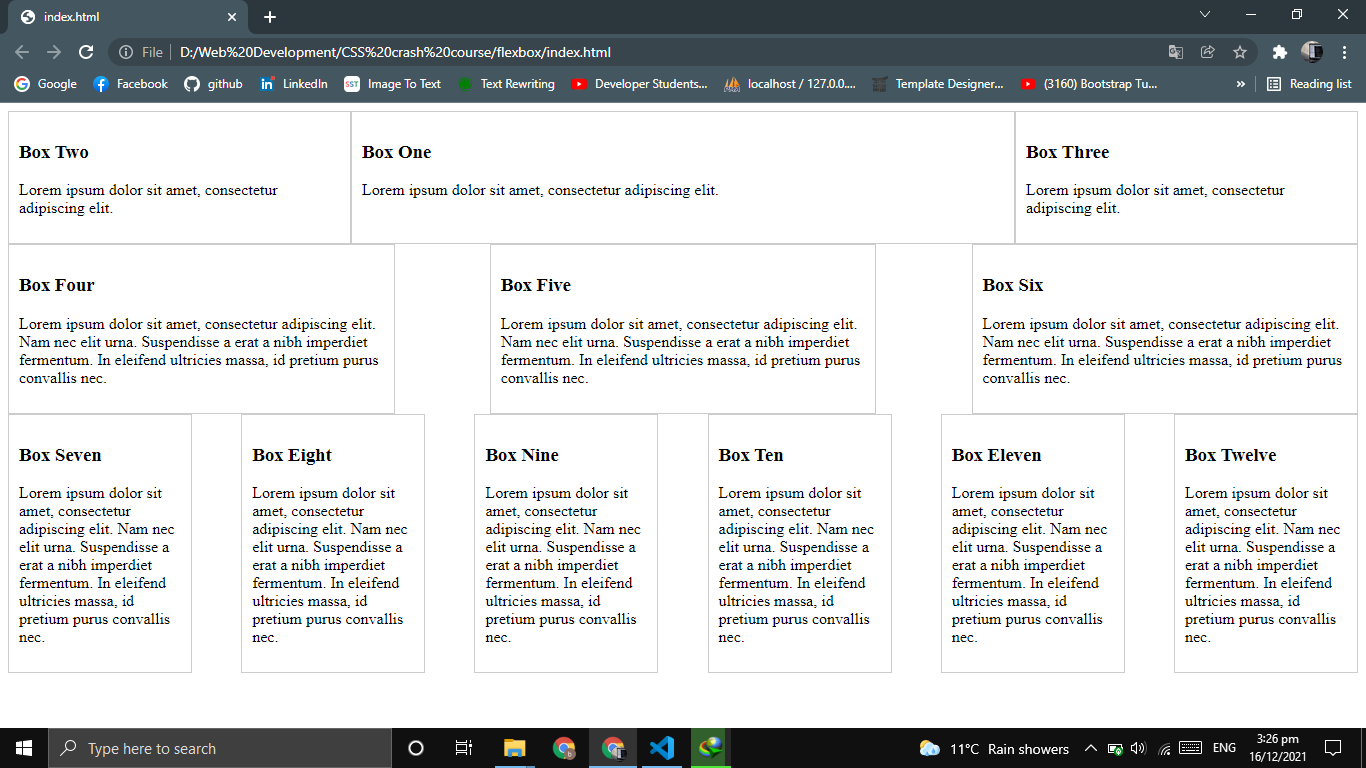 index.html
File
D:/Web%20Development/CSS%20crash%20course/flexbox/index.html
Google
Facebook
github
LinkedIn
SST
Image To Text
Text Rewriting
Developer Students...
localhost / 127.0.0....
Template Designer...
(3160) Bootstrap Tu...
»
Reading list
Box Two
Lorem ipsum dolor sit amet, consectetur
adipiscing elit.
Box One
Lorem ipsum dolor sit amet, consectetur adipiscing elit.
Box Three
Lorem ipsum dolor sit amet, consectetur
adipiscing elit.
Box Four
Lorem ipsum dolor sit amet, consectetur adipiscing elit.
Nam nec elit urna. Suspendisse a erat a nibh imperdiet
fermentum. In eleifend ultricies massa, id pretium purus
convallis nec.
Box Five
Lorem ipsum dolor sit amet, consectetur adipiscing elit.
Nam nec elit urna. Suspendisse a erat a nibh imperdiet
fermentum. In eleifend ultricies massa, id pretium purus
convallis nec.
Box Six
Lorem ipsum dolor sit amet, consectetur adipiscing elit.
Nam nec elit urna. Suspendisse a erat a nibh imperdiet
fermentum. In eleifend ultricies massa, id pretium purus
convallis nec.
Box Seven
Lorem ipsum dolor sit
amet, consectetur
adipiscing elit. Nam nec
elit urna. Suspendisse a
erat a nibh imperdiet
fermentum. In eleifend
ultricies massa, id
pretium purus convallis
nec.
Box Eight
Lorem ipsum dolor sit
amet, consectetur
adipiscing elit. Nam nec
elit urna. Suspendisse a
erat a nibh imperdiet
fermentum. In eleifend
ultricies massa, id
pretium purus convallis
nec.
Box Nine
Lorem ipsum dolor sit
amet, consectetur
adipiscing elit. Nam nec
elit urna. Suspendisse a
erat a nibh imperdiet
fermentum. In eleifend
ultricies massa, id
pretium purus convallis
nec.
Box Ten
Lorem ipsum dolor sit
amet, consectetur
adipiscing elit. Nam nec
elit urna. Suspendisse a
erat a nibh imperdiet
fermentum. In eleifend
ultricies massa, id
pretium purus convallis
nec.
Box Eleven
Lorem ipsum dolor sit
amet, consectetur
adipiscing elit. Nam nec
elit urna. Suspendisse a
erat a nibh imperdiet
fermentum. In eleifend
ultricies massa, id
pretium purus convallis
nec.
Box Twelve
Lorem ipsum dolor sit
amet, consectetur
adipiscing elit. Nam nec
elit urna. Suspendisse a
erat a nibh imperdiet
fermentum. In eleifend
ultricies massa, id
pretium purus convallis
nec.
Type here to search
11°C Rain showers
ENG
3:26 pm
16/12/2021